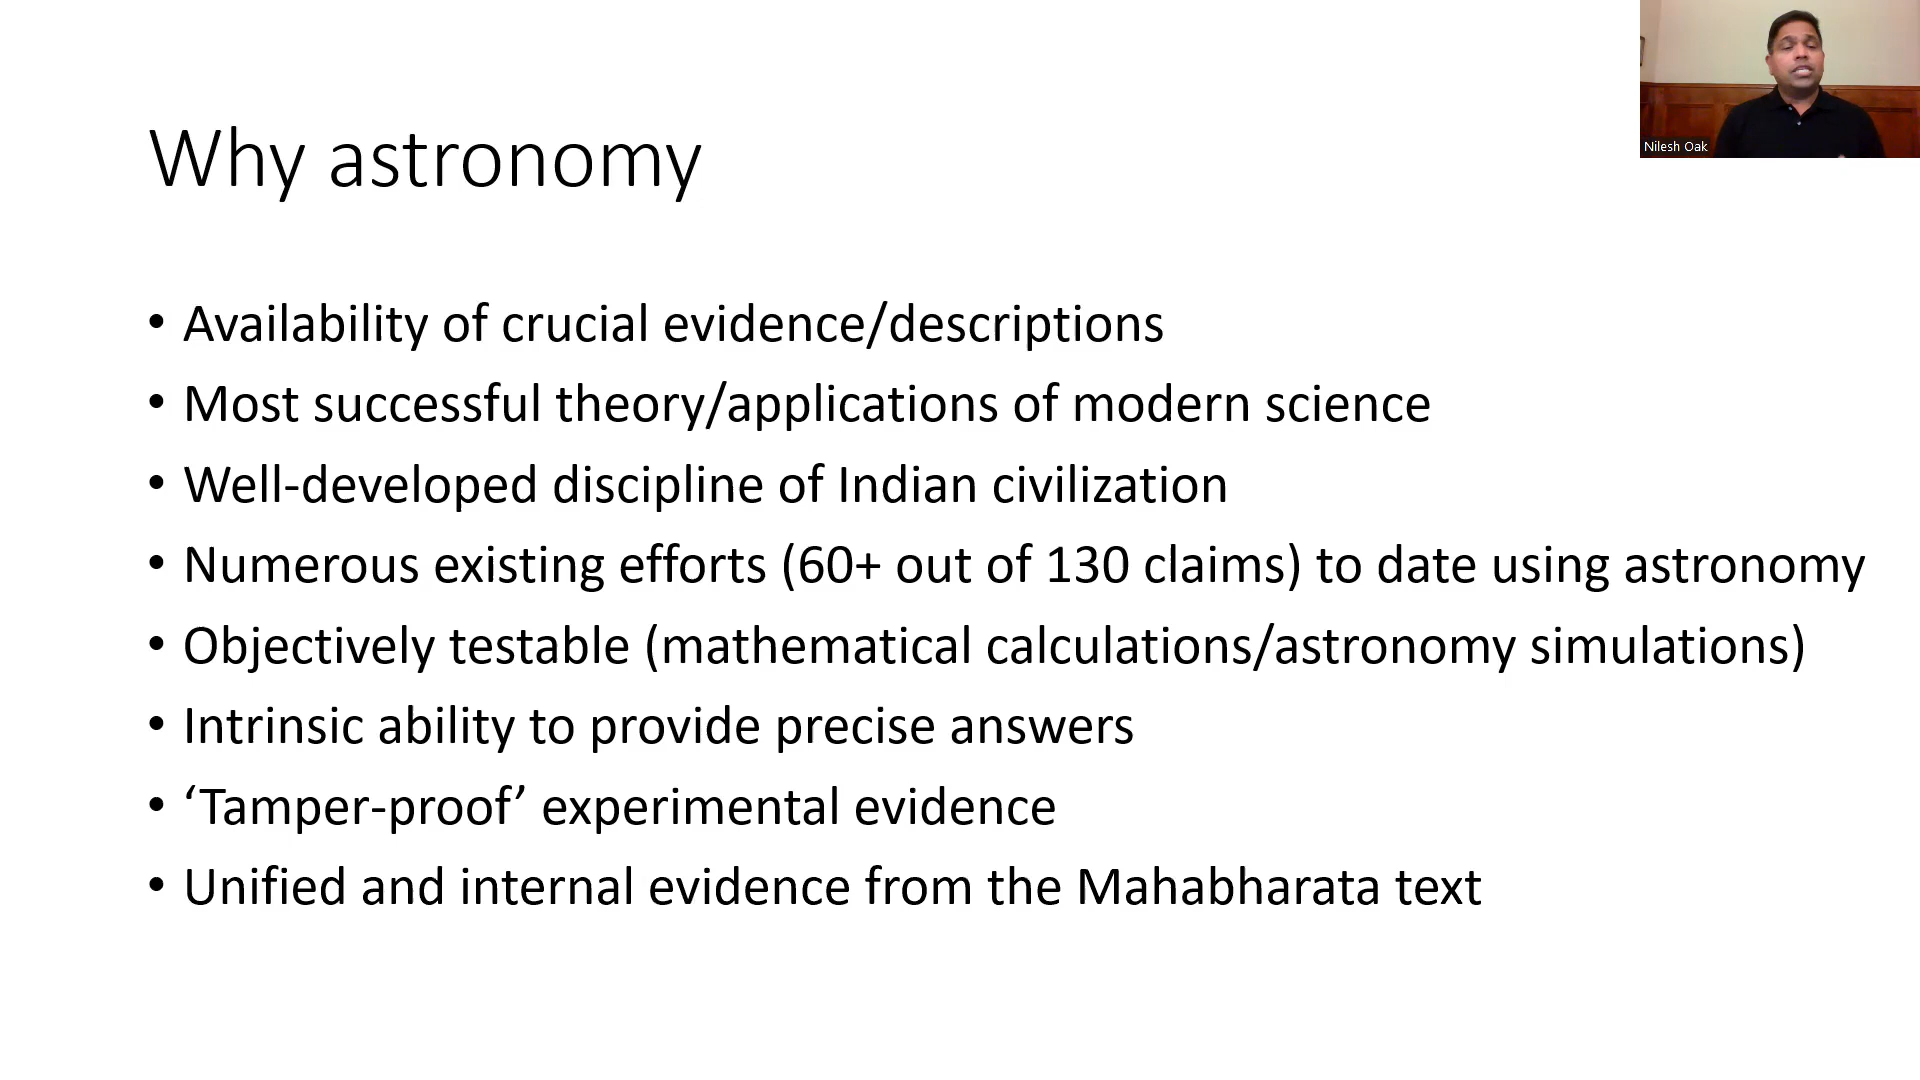 Why astronomy
• Availability of crucial evidence/descriptions
• Most successful theory/applications of modern science
• Well-developed discipline of Indian civilization
• Numerous existing efforts (60+ out of 130 claims) to date using astronomy
• Objectively testable (mathematical calculations/astronomy simulations)
• Intrinsic ability to provide precise answers
• ‘Tamper-proof’ experimental evidence
• Unified and internal evidence from the Mahabharata text
Nilesh Oak